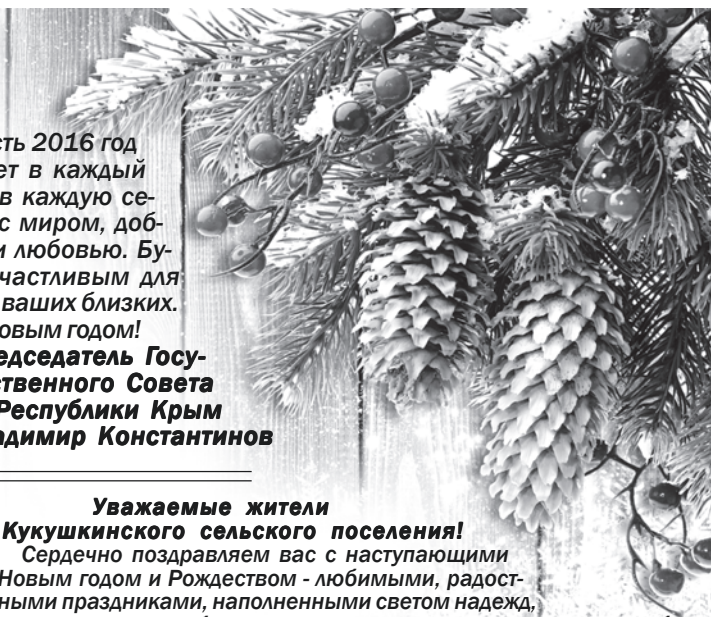 сть 2016 год
ет в каждый
в каждую се-
с миром, доб-
и любовью. Бу-
частливым для
ваших близких.
овым годом!
едседатель Госу-
ственного Совета
Республики Крым
адимир Константинов
Уважаемые жители
Кукушкинского сельского поселения!
Сердечно поздравляем вас с наступающими
Новым годом и Рождеством - любимыми, радост-
ными праздниками, наполненными светом надежд,